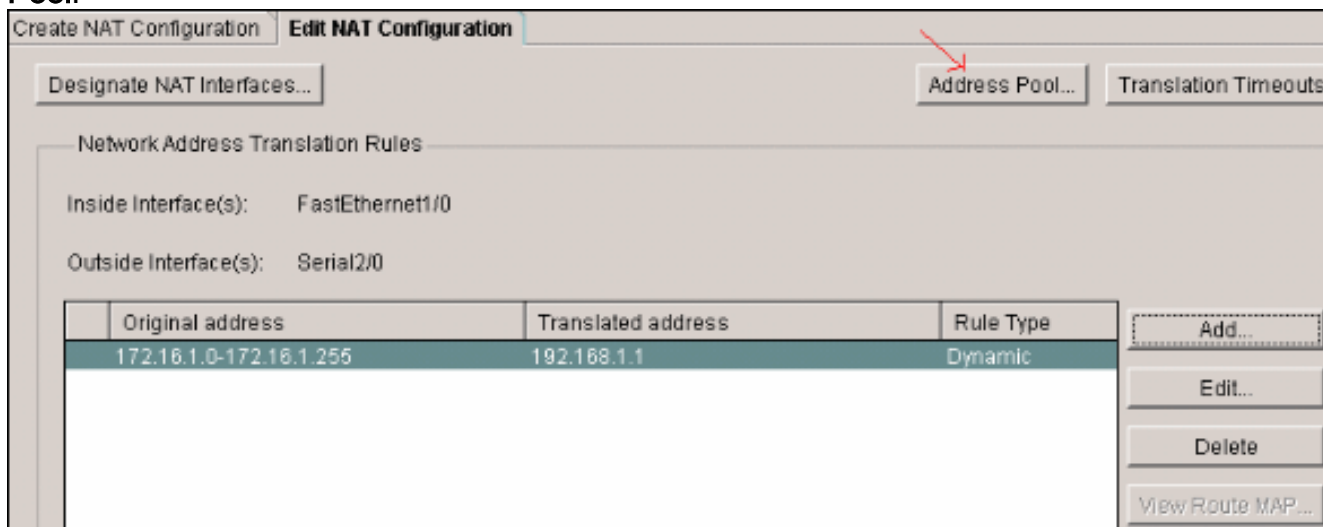 Create NAT Configuration Edit NAT Configuration
Designate NAT Interfaces... Address Pool... Translation Timeouts
Network Address Translation Rules
Inside Interface(s): FastEthernet1/0
Outside Interface(s): Serial2/0
Original address Translated address Rule Type Add...
172.16.1.0-172.16.1.255 192.168.1.1 Dynamic
Edit...
Delete
View Route MAP...